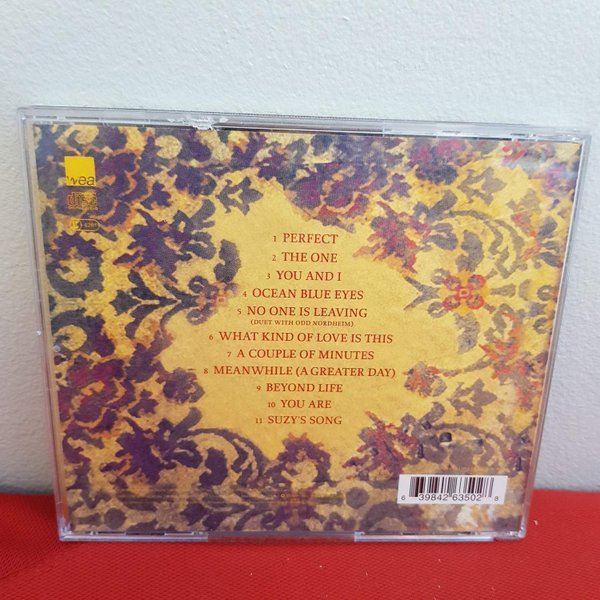 wea
1 PERFECT
2 THE ONE
3 YOU AND I
4 OCEAN BLUE EYES
5 NO ONE IS LEAVING
(DUET WITH ODD NORDHEIM)
6 WHAT KIND OF LOVE IS THIS
7 A COUPLE OF MINUTES
8 MEANWHILE (A GREATER DAY)
9 BEYOND LIFE
10 YOU ARE
11 SUZY'S SONG
6 39842 63502 8